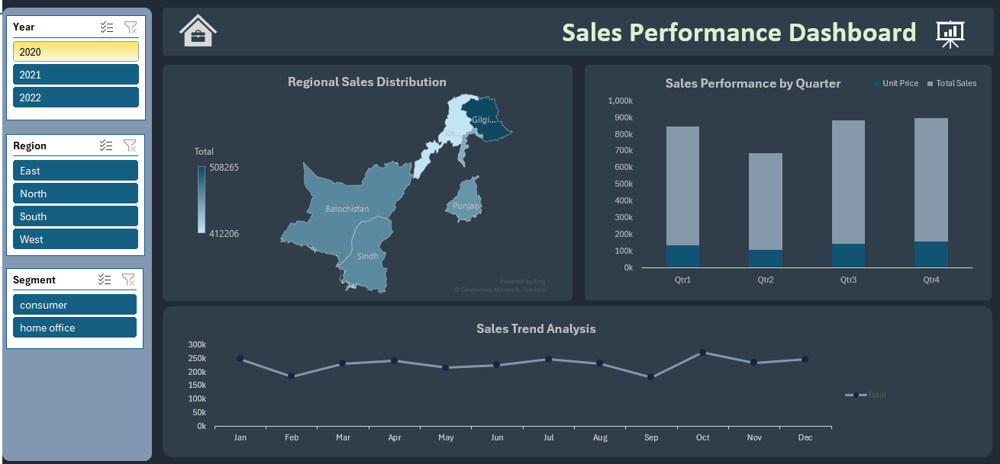 Year
2020
2021
2022
Region
East
North
South
West
Segment
consumer
home office
Sales Performance Dashboard
Regional Sales Distribution
Total
508265
412206
Gilgi...
Kh...
Balochistan
Punjab
Sindh
Powered by Bing
© GeoNames, Microsoft, TomTom
Sales Performance by Quarter
Unit Price
Total Sales
1,000k
900k
800k
700k
600k
500k
400k
300k
200k
100k
0k
Qtr1 Qtr2 Qtr3 Qtr4
Sales Trend Analysis
300k
250k
200k
150k
100k
50k
0k
Jan Feb Mar Apr May Jun Jul Aug Sep Oct Nov Dec
Total